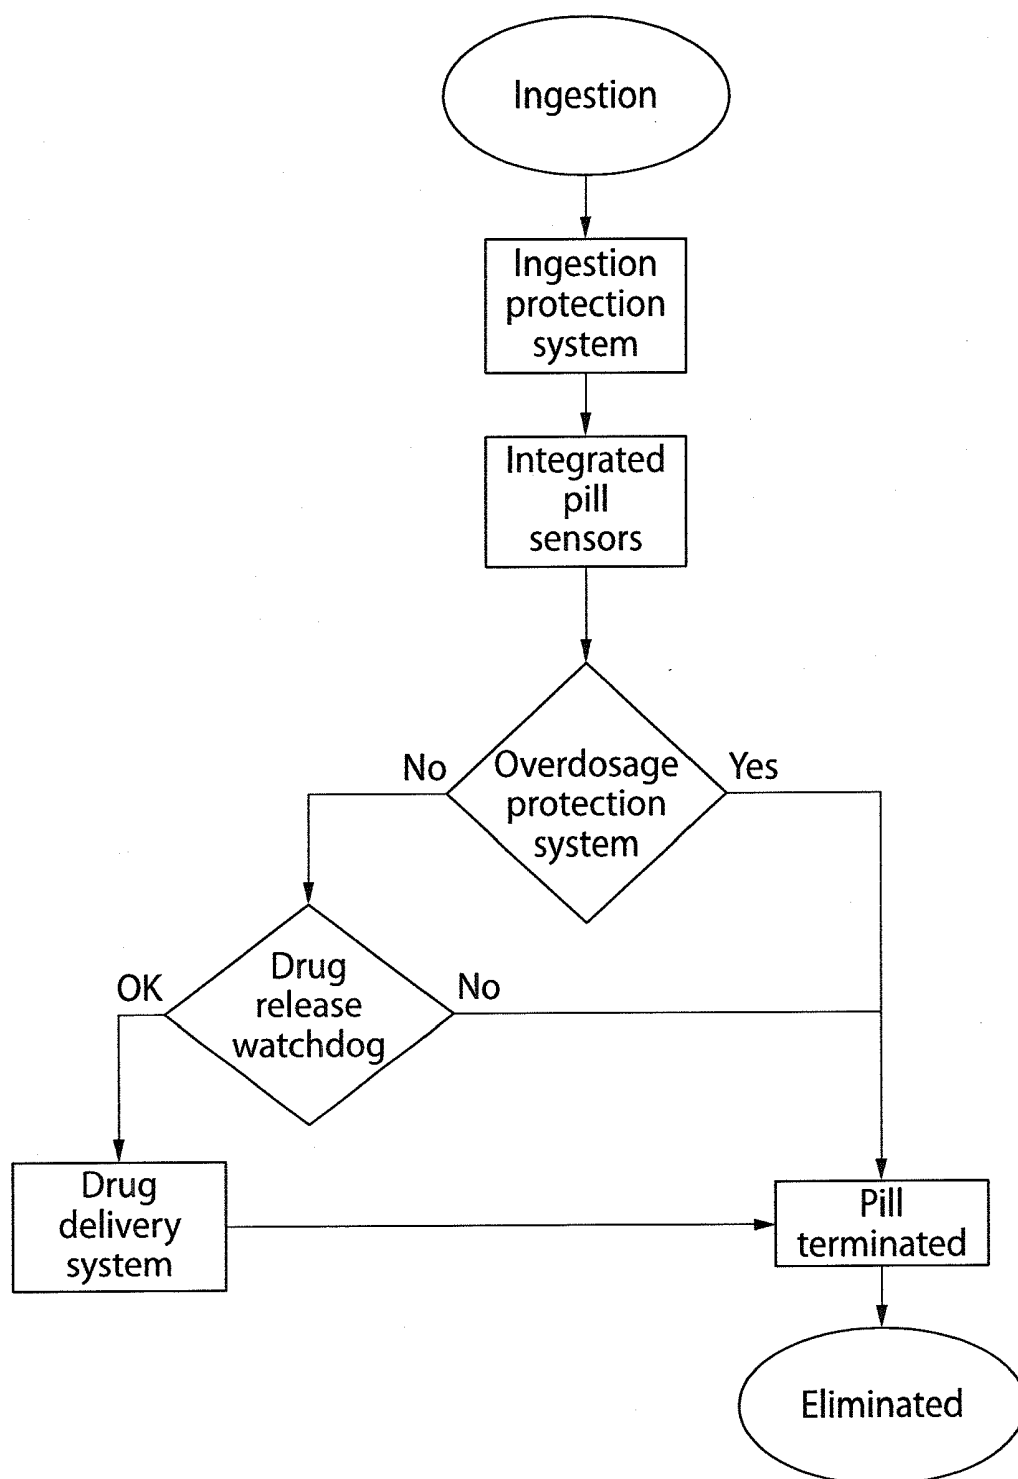 Ingestion
Ingestion
protection
system
Integrated
pill
sensors
No
Overdosage
protection
system
Yes
OK
Drug
release
watchdog
No
Drug
delivery
system
Pill
terminated
Eliminated